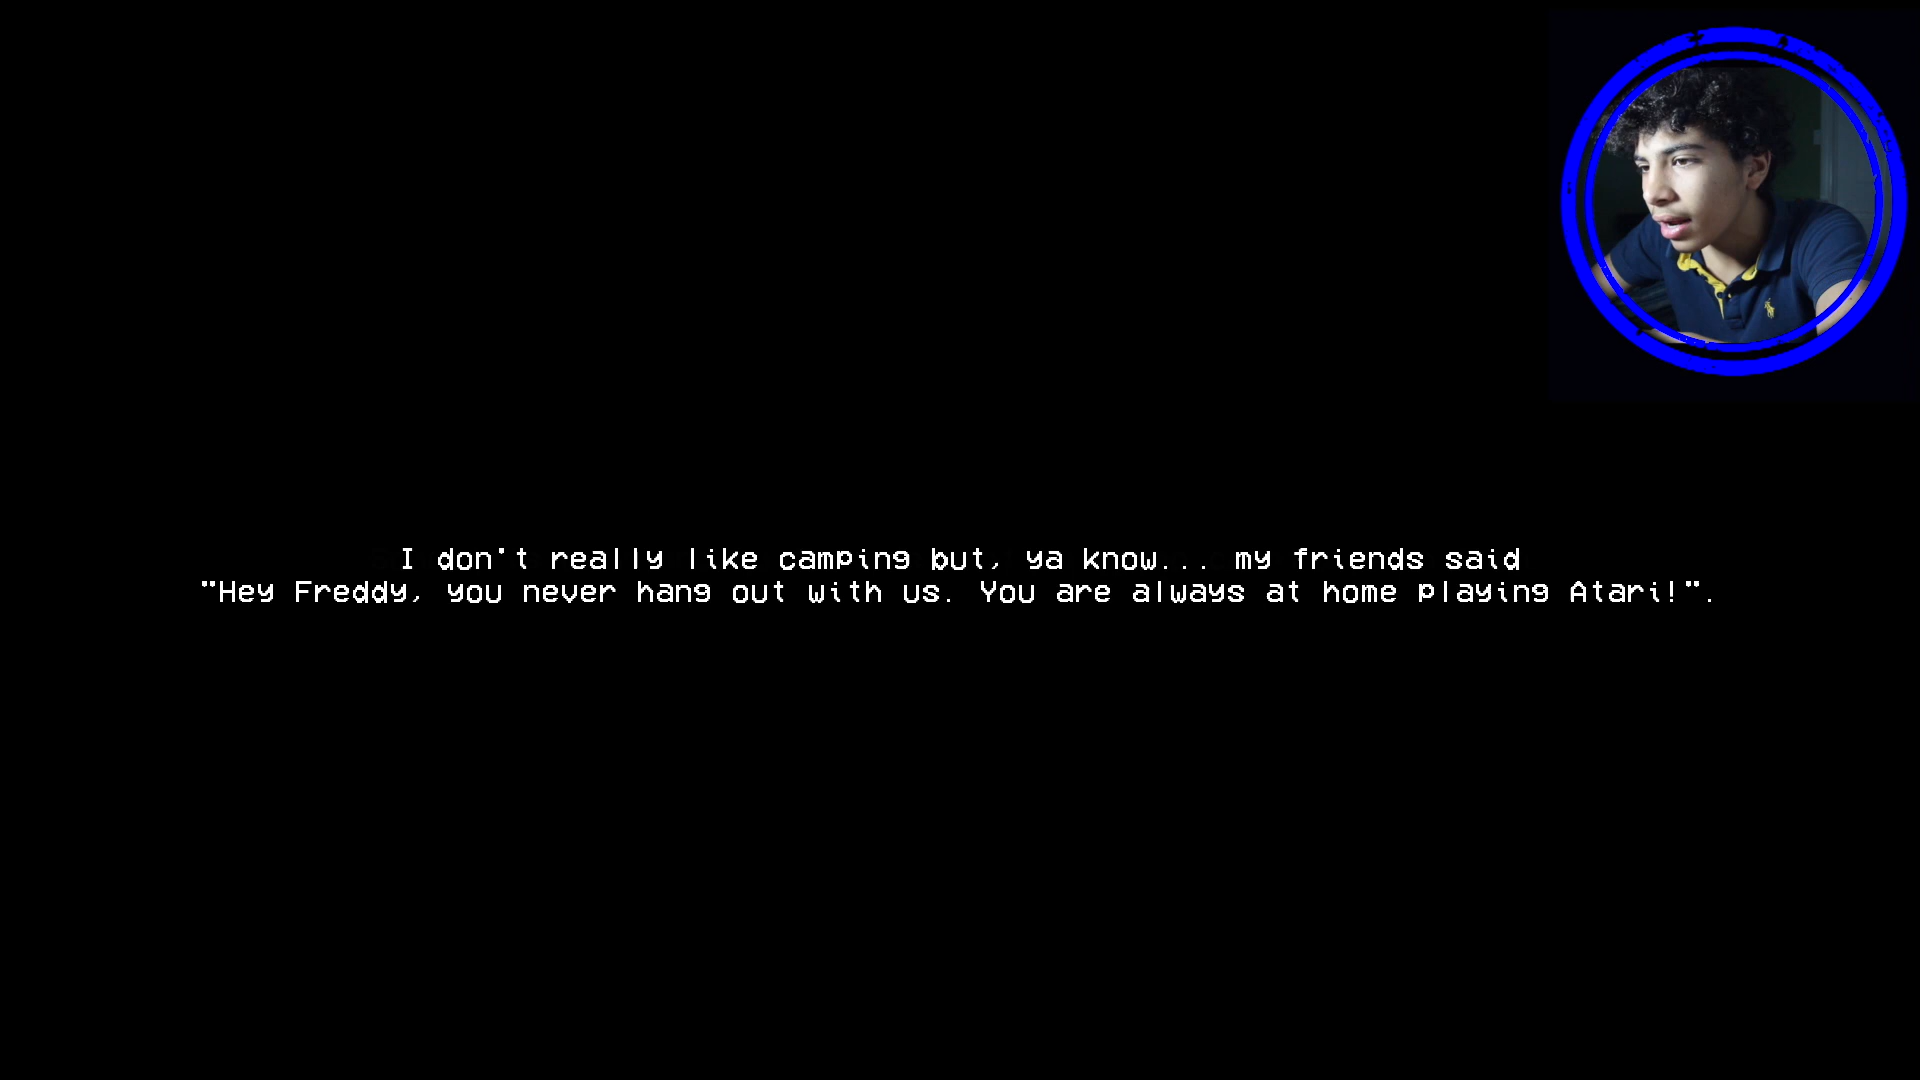 I don't really like camping but, ya know... my friends said
"Hey Freddy, you never hang out with us. You are always at home playing Atari!".